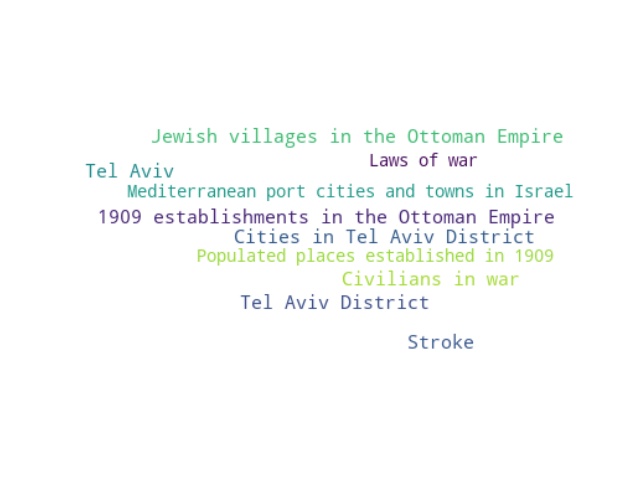 Jewish villages in the Ottoman Empire
Laws of war
Tel Aviv
Mediterranean port cities and towns in Israel
1909 establishments in the Ottoman Empire
Cities in Tel Aviv District
Populated places established in 1909
Civilians in war
Tel Aviv District
Stroke